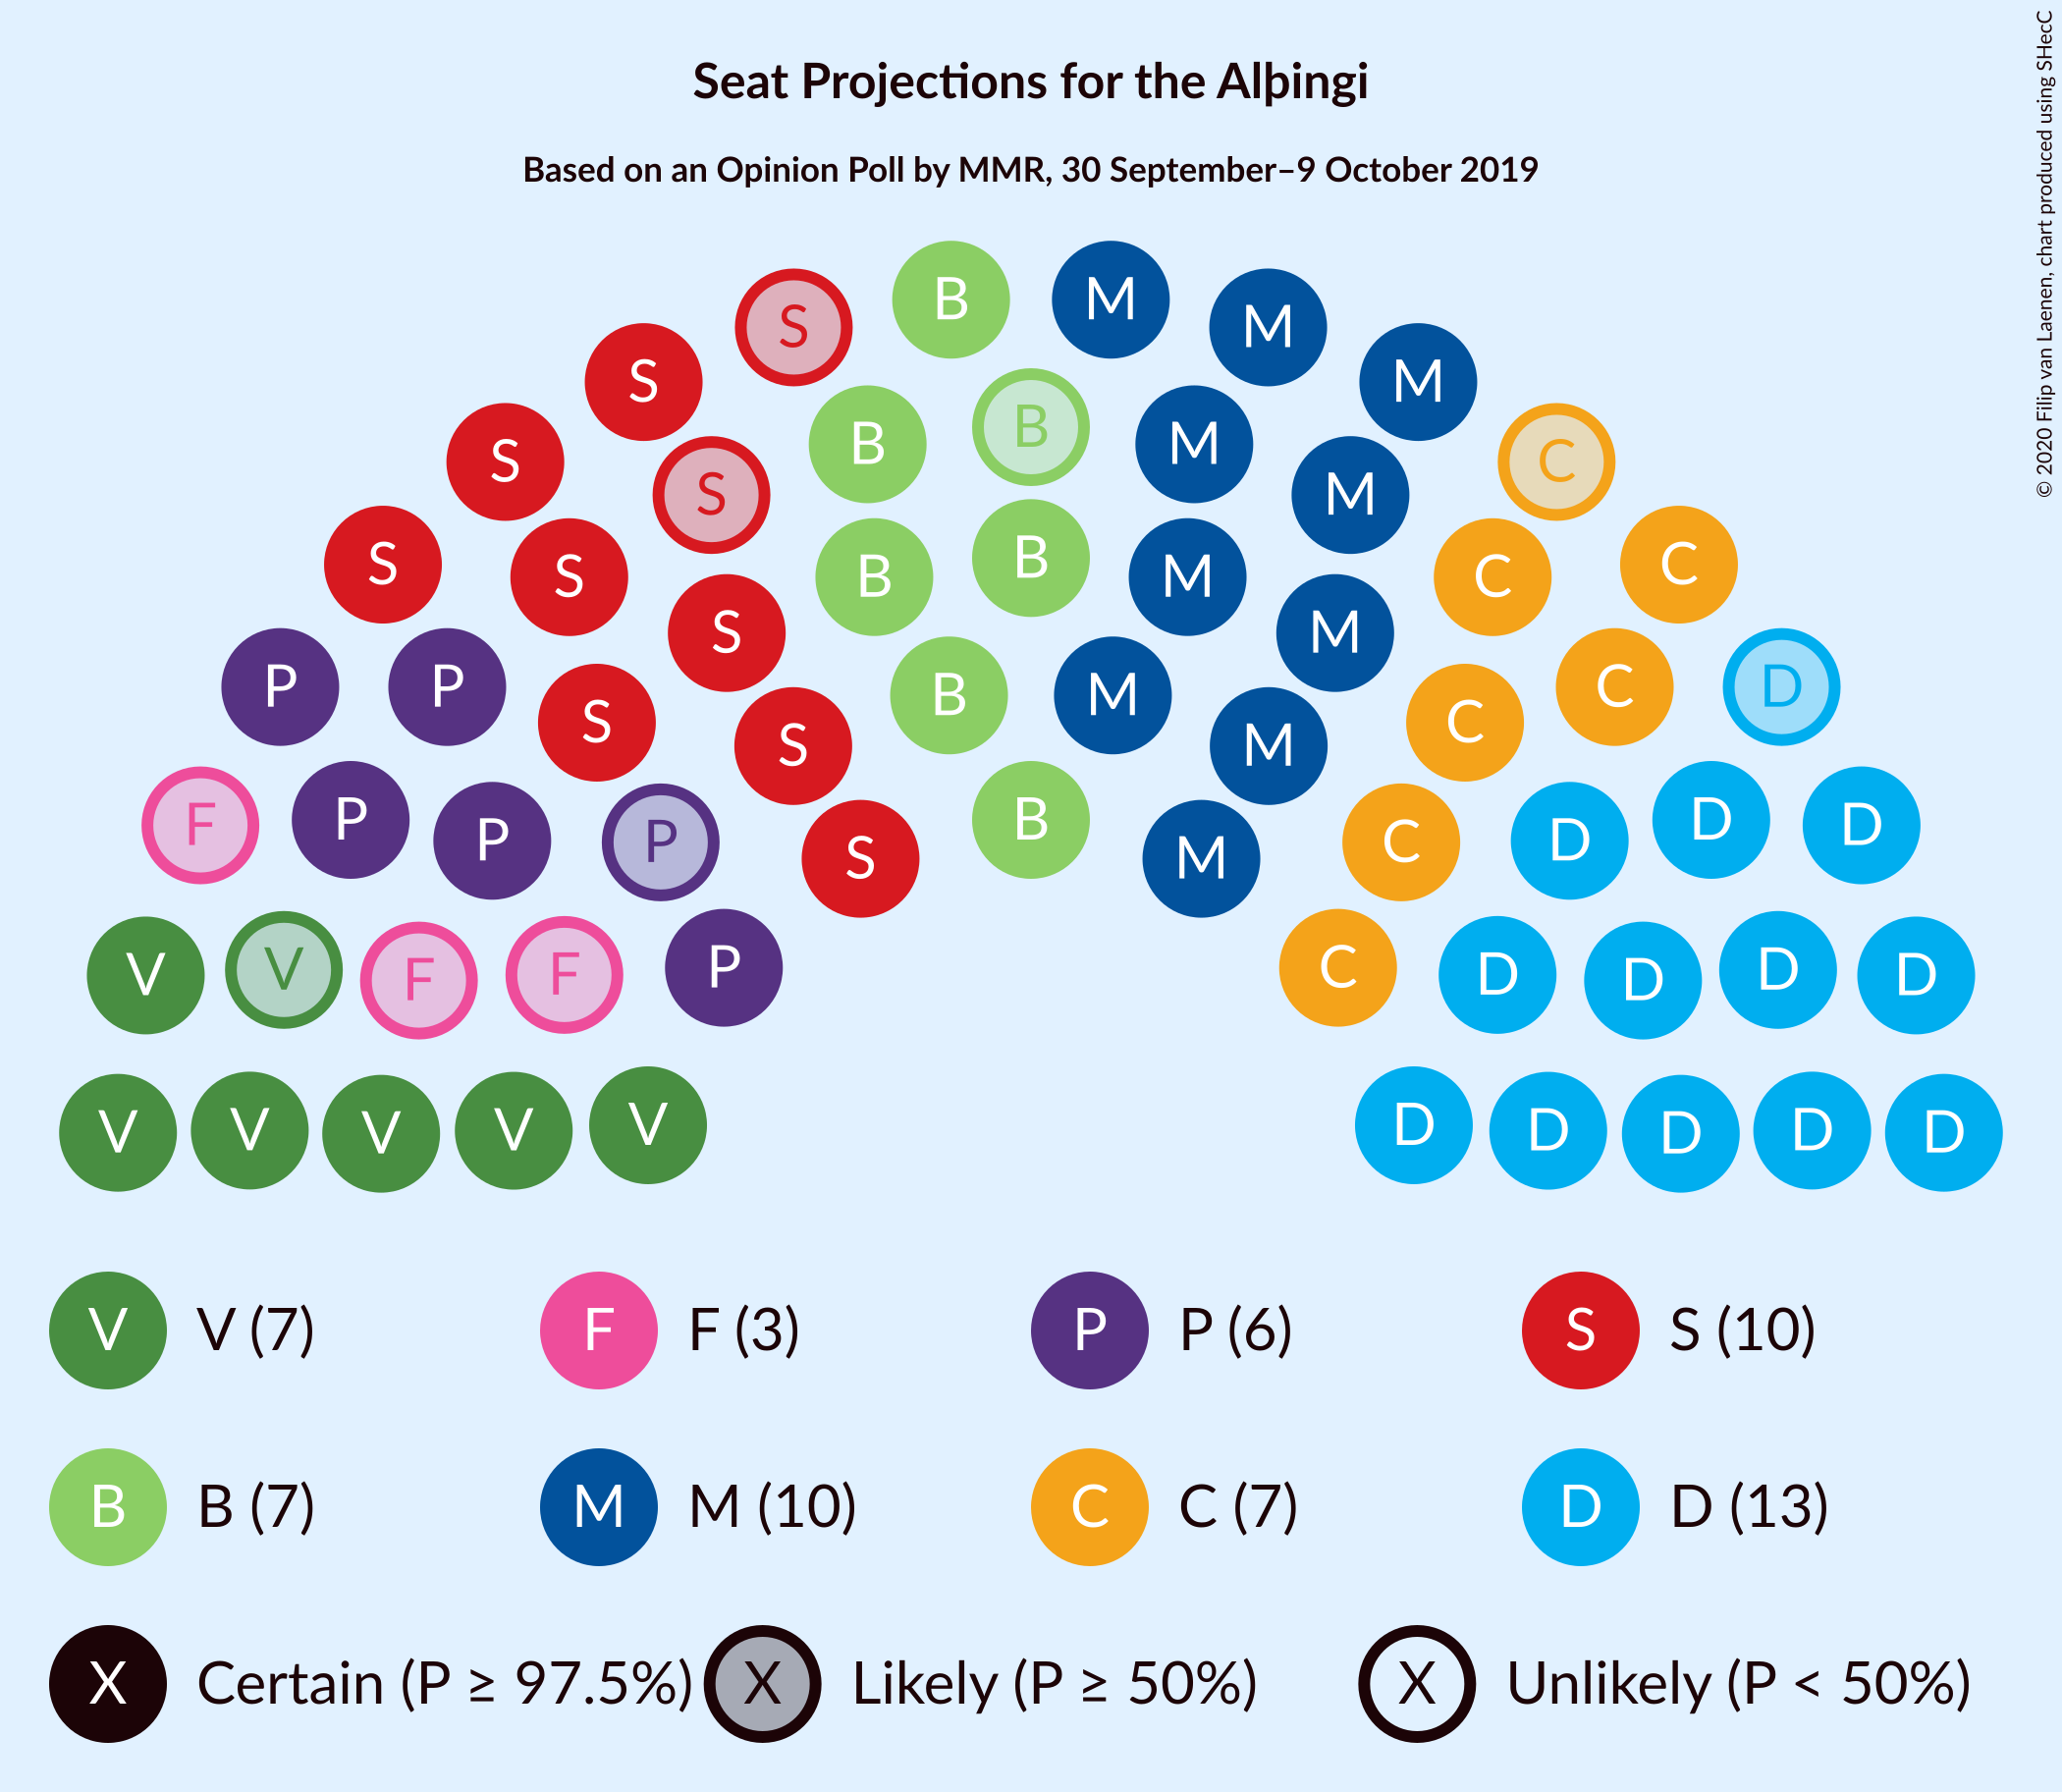 © 2020 Filip van Laenen, chart produced using SHecC
Seat Projections for the Alþingi
Based on an Opinion Poll by MMR, 30 September–9 October 2019
B M
S M
S M
B
B M
S C
S M
B
S C
S B M C
S M
P P C D
B M
S C
S M
P B D
F D
P P C D
S M
P C
V D
V F D D
F D
V V V V V D D D D D
V V (7) F F (3) P P (6) S S (10)
B B (7) M M (10) C C (7) D D (13)
X Certain (P ≥ 97.5%) X Likely (P ≥ 50%) X Unlikely (P < 50%)